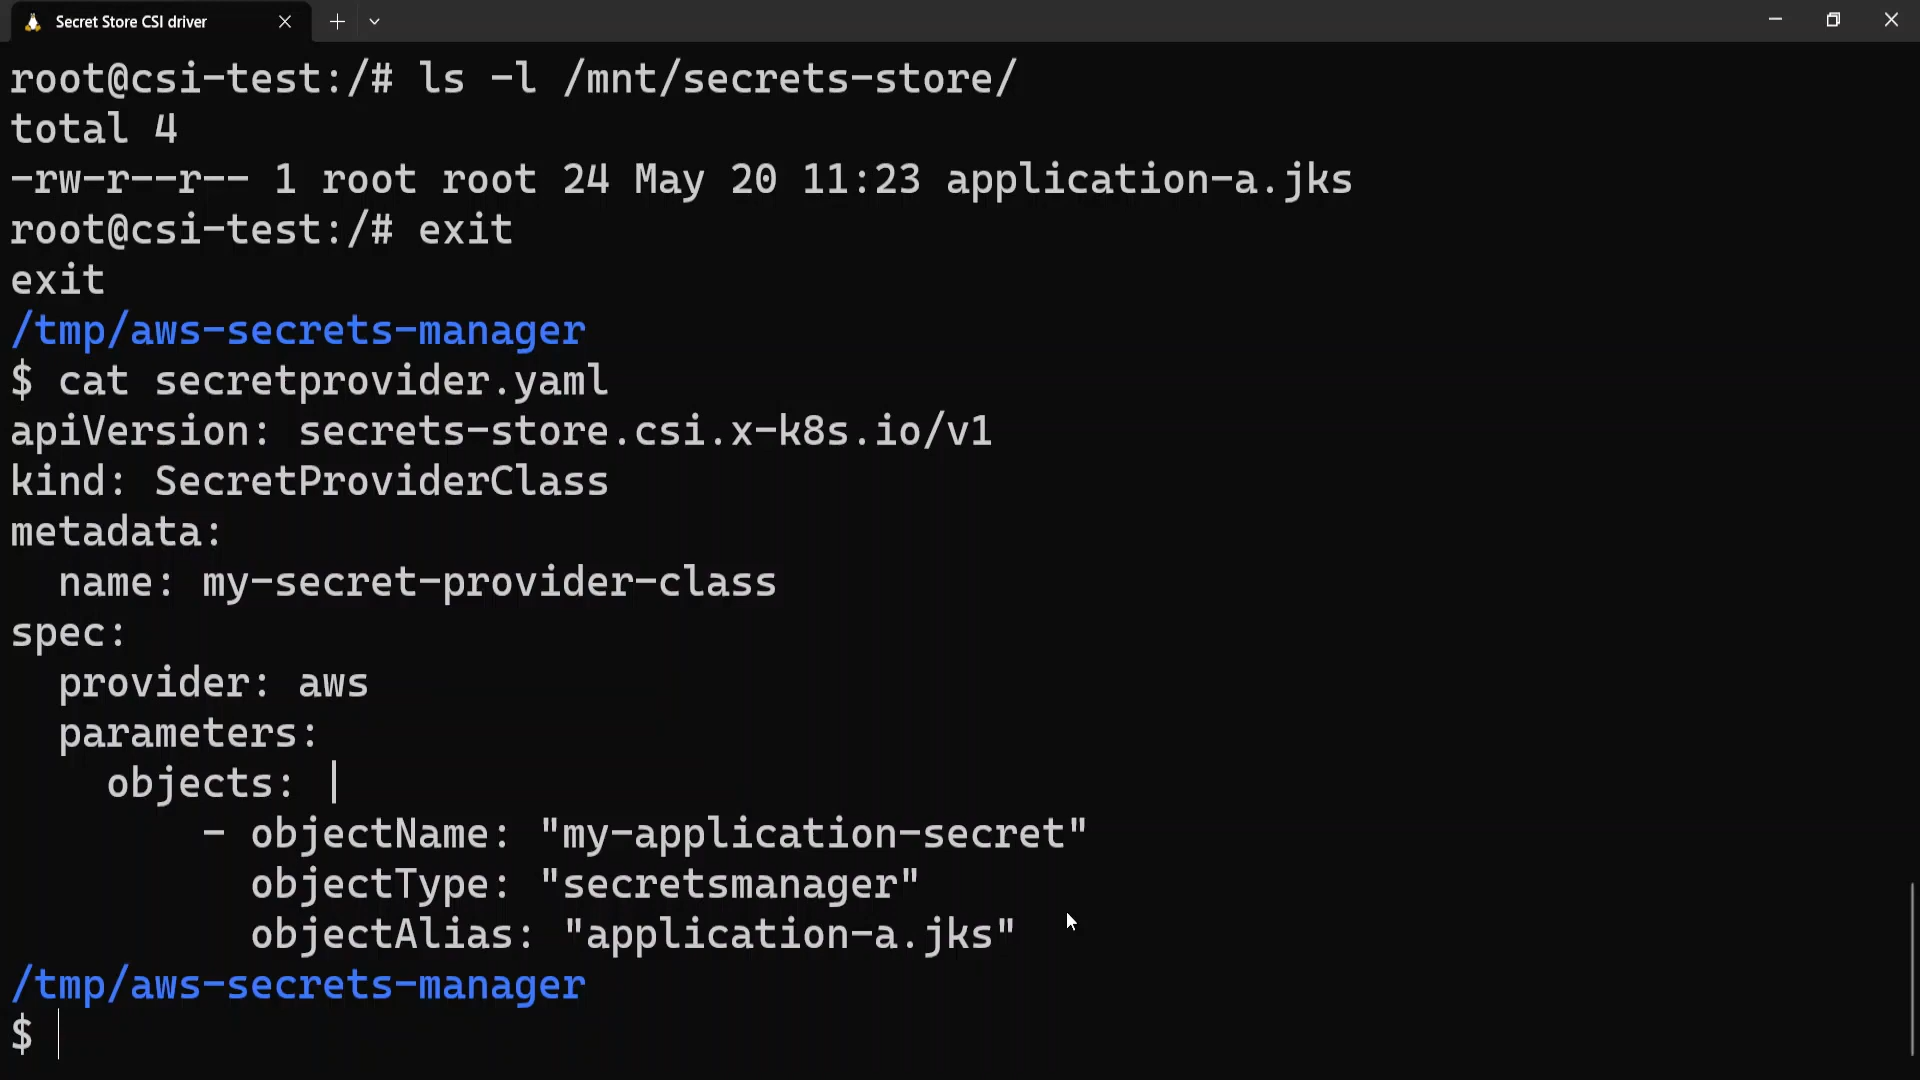 Secret Store CSI driver
root@csi-test:/# ls -l /mnt/secrets-store/
total 4
-rw-r--r-- 1 root root 24 May 20 11:23 application-a.jks
root@csi-test:/# exit
exit
/tmp/aws-secrets-manager
$ cat secretprovider.yaml
apiVersion: secrets-store.csi.x-k8s.io/v1
kind: SecretProviderClass
metadata:
  name: my-secret-provider-class
spec:
  provider: aws
  parameters:
    objects: |
        - objectName: "my-application-secret"
          objectType: "secretsmanager"
          objectAlias: "application-a.jks"
/tmp/aws-secrets-manager
$